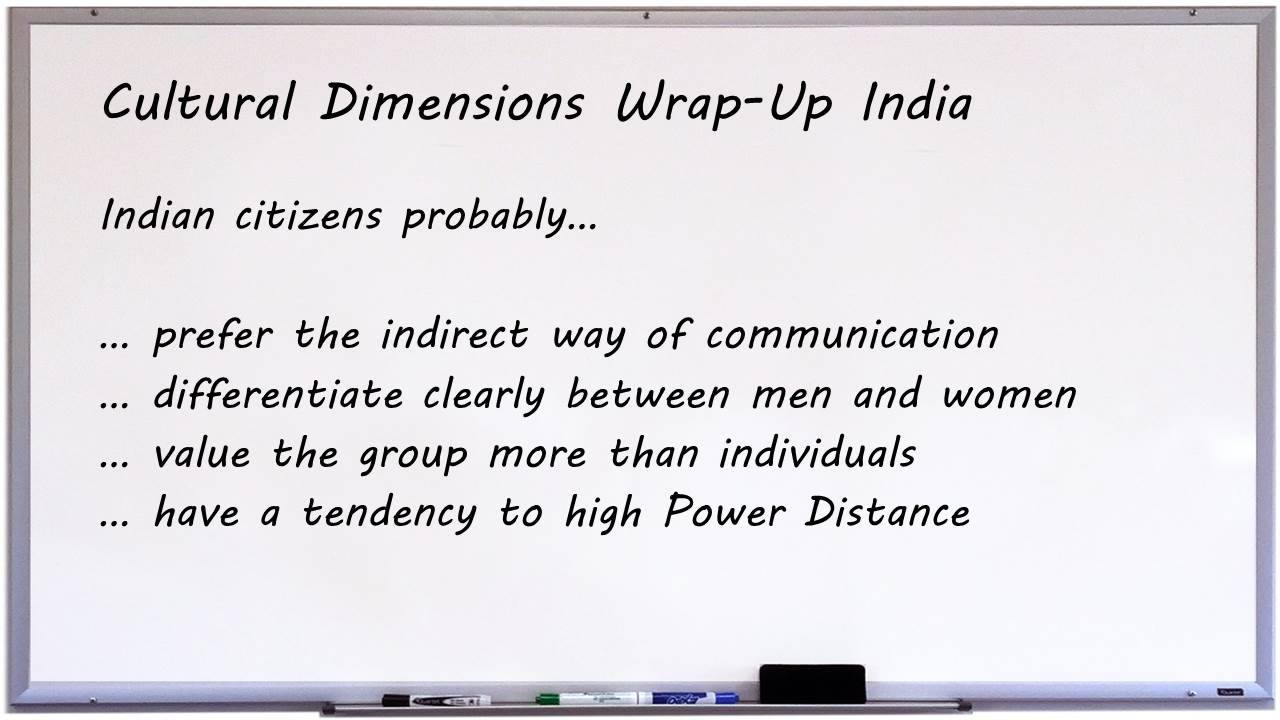 Cultural Dimensions Wrap-Up India
Indian citizens probably...
... prefer the indirect way of communication
... differentiate clearly between men and women
... value the group more than individuals
... have a tendency to high Power Distance